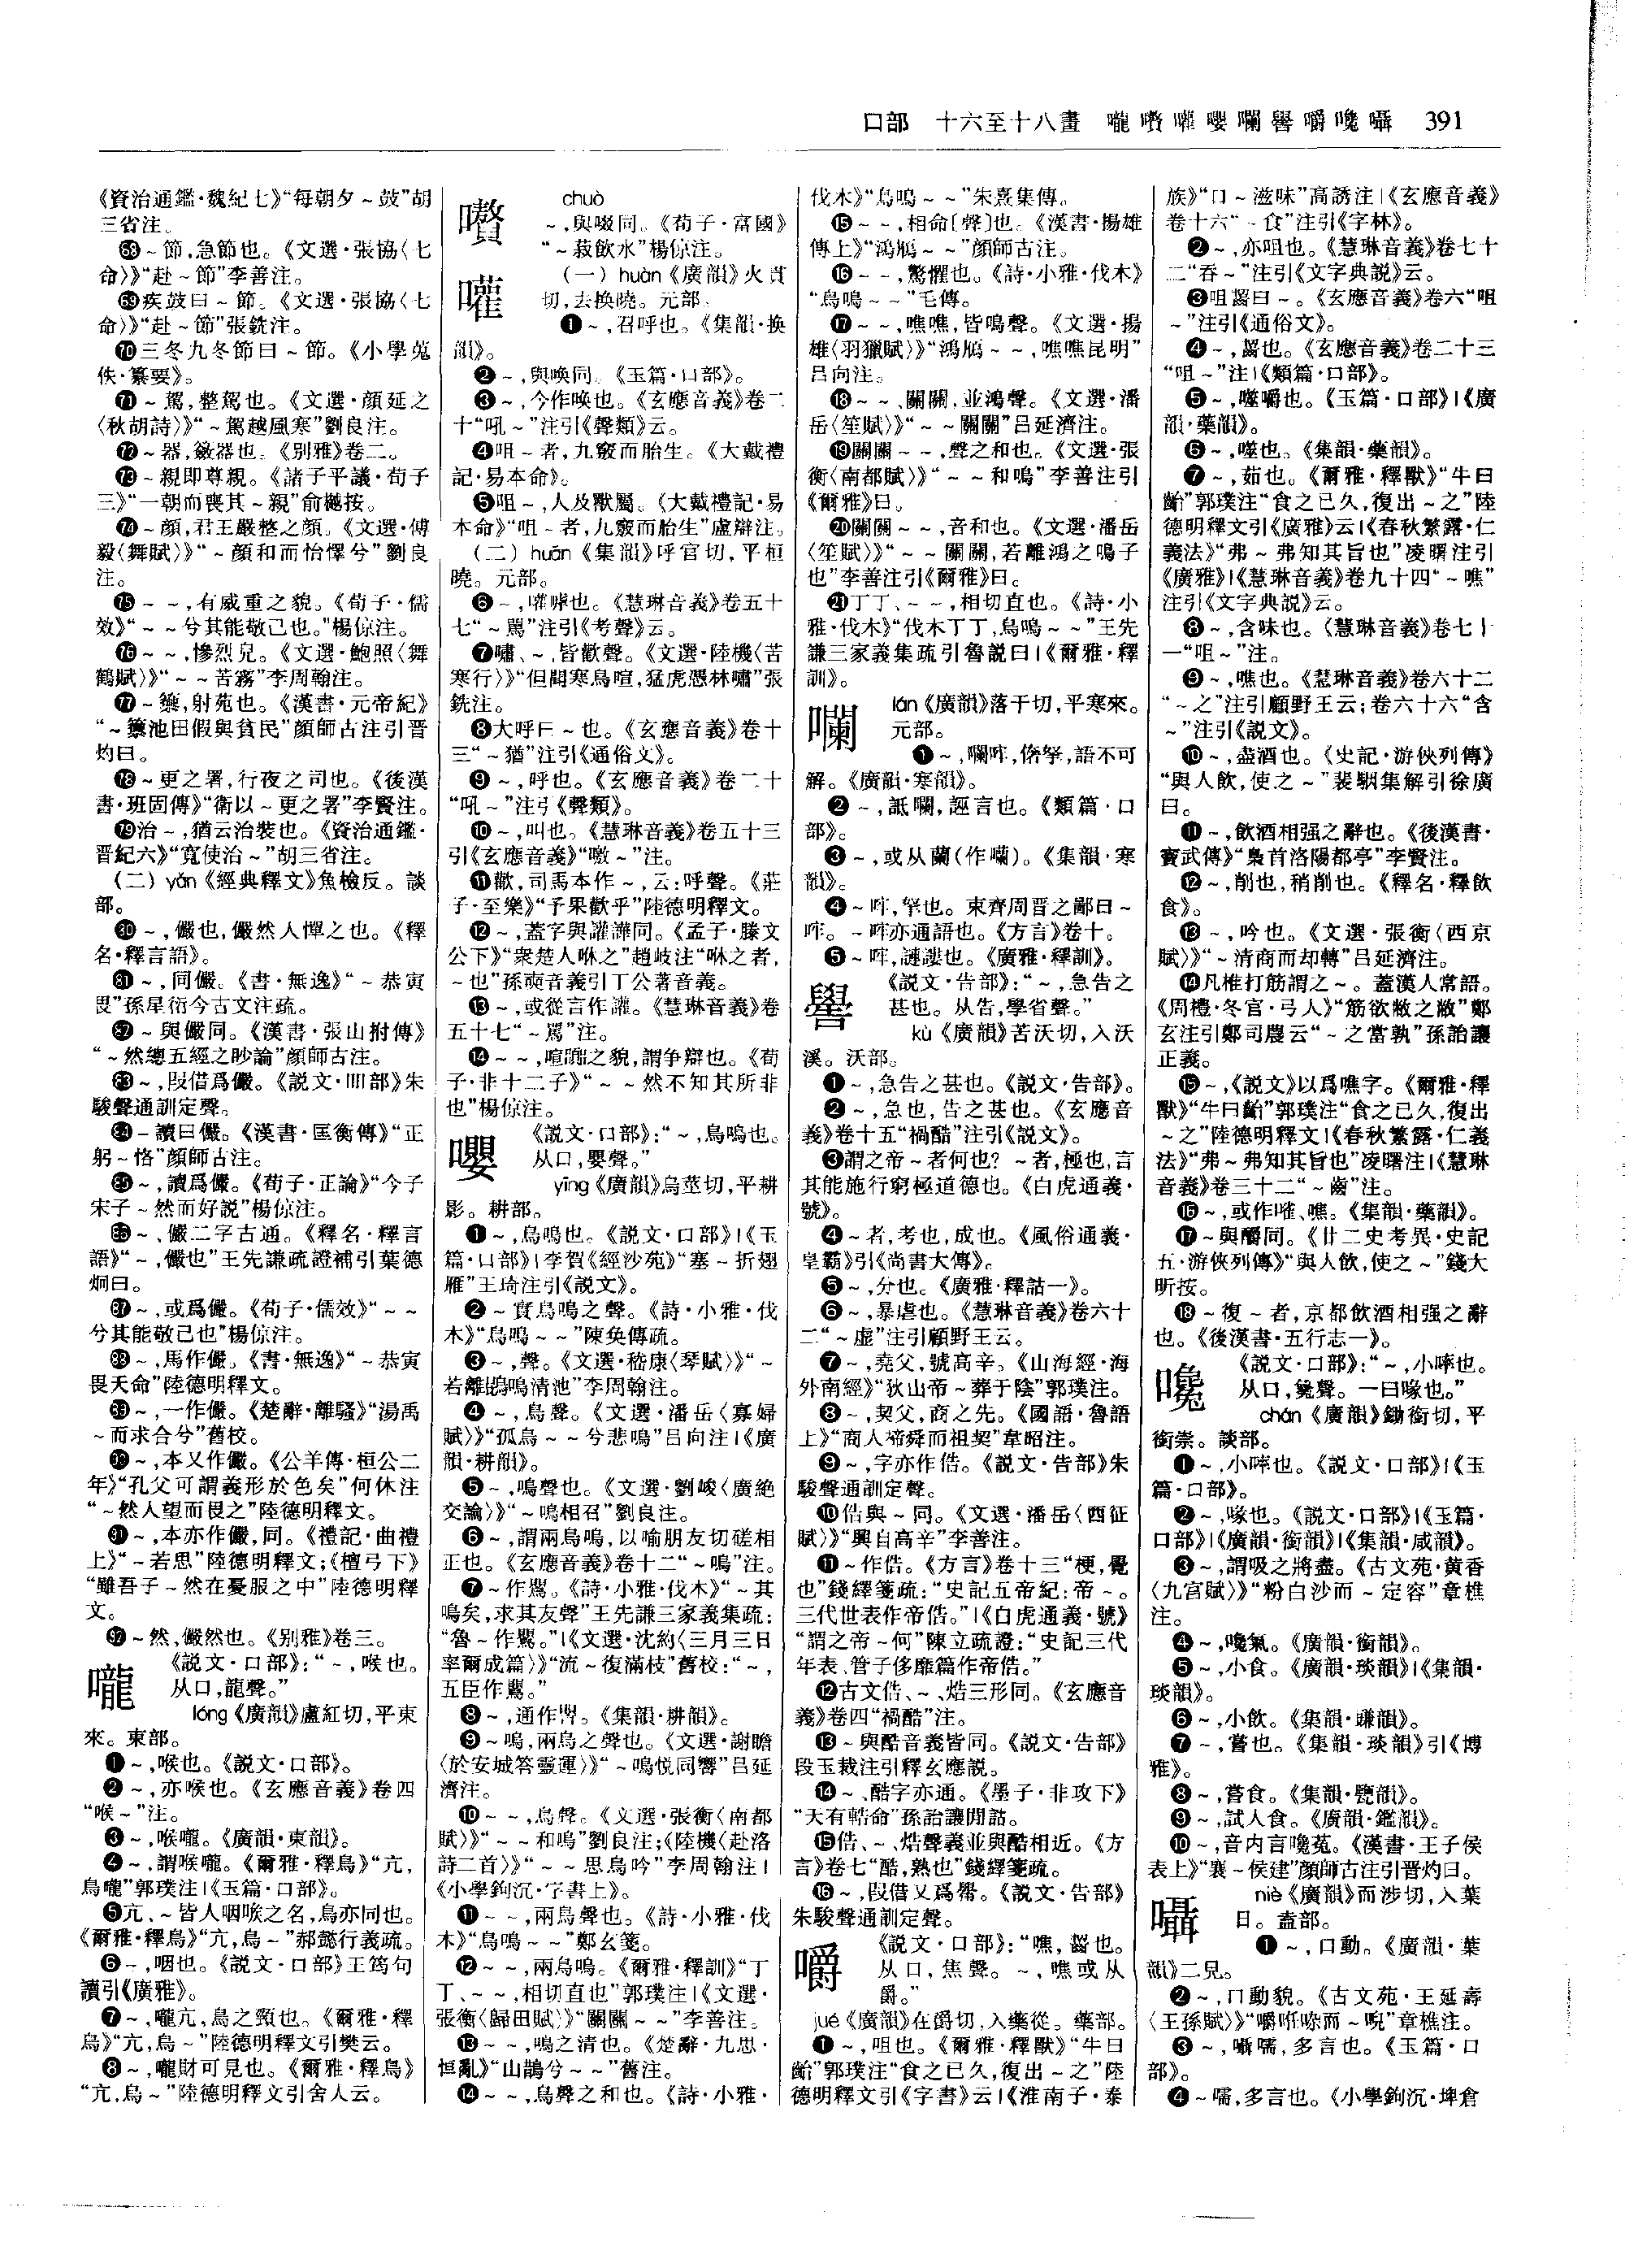 口部　十六至十八畫　嚨嚽嚾嚶囒嚳嚼嚵囁　391
《資治通鑑·魏紀七》“每朝夕～鼓”胡
三省注。
68～節,急節也。《文選·張協〈七
命〉》“赴～節”李善注。
69疾鼓曰～節。《文選·張協〈七
命〉》“赴～節”張銑注。
70三冬九冬節曰～節。《小學蒐
佚·纂要》。
71～駕,整駕也。《文選·顏延之
〈秋胡詩〉》“～駕越風寒”劉良注。
72～器,斂器也。《别雅》卷二。
73～親即尊親。《諸子平議·荀子
三》“一朝而喪其～親”俞樾按。
74～顏,君王嚴整之顏。《文選·傅
毅〈舞賦〉》“～顏和而怡懌兮”劉良
注。
75～～,有威重之貌。《荀子·儒
效》“～～兮其能敬己也。”楊倞注。
76～～,慘烈皃。《文選·鮑照〈舞
鶴賦〉》“～～苦霧”李周翰注。
77～籞,射苑也。《漢書·元帝紀》
“～籞池田假與貧民”顏師古注引晋
灼曰。
78～更之署,行夜之司也。《後漢
書·班固傳》“衛以～更之署”李賢注。
79治～,猶云治裝也。《資治通鑑·
晋紀六》“寬使治～”胡三省注。
(二) yǎn《經典釋文》魚檢反。談
部。
80～,儼也,儼然人憚之也。《釋
名·釋言語》。
81～,同儼。《書·無逸》“～恭寅
畏”孫星衍今古文注疏。
82～與儼同。《漢書·張山拊傳》
“～然總五經之眇論”顏師古注。
83～,叚借爲儼。《説文·吅部》朱
駿聲通訓定聲。
84～讀曰儼。《漢書·匡衡傳》“正
躬～恪”顏師古注。
85～,讀爲儼。《荀子·正論》“今子
宋子～然而好説”楊倞注。
86～、儼二字古通。《釋名·釋言
語》“～,儼也”王先謙疏證補引葉德
炯曰。
87～,或爲儼。《荀子·儒效》“～～
兮其能敬己也”楊倞注。
88～,馬作儼。《書·無逸》“～恭寅
畏天命”陸德明釋文。
89～,一作儼。《楚辭·離騷》“湯禹
～而求合兮”舊校。
90～,本又作儼。《公羊傳·桓公二
年》“孔父可謂義形於色矣”何休注
“～然人望而畏之”陸德明釋文。
91～,本亦作儼,同。《禮記·曲禮
上》“～若思”陸德明釋文;《檀弓下》
“雖吾子～然在憂服之中”陸德明釋
文。
92～然,儼然也。《别雅》卷三。
嚨
《説文·口部》:“～,喉也。
从口,龍聲。”
lóng《廣韻》盧紅切,平東
來。東部。
❶～,喉也。《説文·口部》。
❷～,亦喉也。《玄應音義》卷四
“喉～”注。
❸～,喉嚨。《廣韻·東韻》。
❹～,謂喉嚨。《爾雅·釋鳥》“亢,
鳥嚨”郭璞注|《玉篇·口部》。
❺亢、～皆人咽喉之名,鳥亦同也。
《爾雅·釋鳥》“亢,鳥～”郝懿行義疏。
❻～,咽也。《説文·口部》王筠句
讀引《廣雅》。
❼～,嚨亢,鳥之頸也。《爾雅·釋
鳥》“亢,鳥～”陸德明釋文引樊云。
❽～,嚨財可見也。《爾雅·釋鳥》
“亢,鳥～”陸德明釋文引舍人云。
嚽
chuò
～,與啜同。《荀子·富國》
“～菽飲水”楊倞注。
嚾
(一) huàn《廣韻》火貫
切,去换曉。元部。
❶～,召呼也。《集韻·换
韻》。
❷～,與唤同。《玉篇·口部》。
❸～,今作唤也。《玄應音義》卷二
十“吼～”注引《聲類》云。
❹咀～者,九竅而胎生。《大戴禮
記·易本命》。
❺咀～,人及獸屬。《大戴禮記·易
本命》“咀～者,九竅而胎生”盧辯注。
(二) huān《集韻》呼官切,平桓
曉。元部。
❻～,嚾嘑也。《慧琳音義》卷五十
七“～罵”注引《考聲》云。
❼嘯、～,皆歡聲。《文選·陸機〈苦
寒行〉》“但聞寒鳥喧,猛虎憑林嘯”張
銑注。
❽大呼曰～也。《玄應音義》卷十
三“～猶”注引《通俗文》。
❾～,呼也。《玄應音義》卷二十
“吼～”注引《聲類》。
❿～,叫也。《慧琳音義》卷五十三
引《玄應音義》“噭～”注。
⓫歡,司馬本作～,云:呼聲。《莊
子·至樂》“予果歡乎”陸德明釋文。
⓬～,蓋字與讙譁同。《孟子·滕文
公下》“衆楚人咻之”趙岐注“咻之者,
～也”孫奭音義引丁公著音義。
⓭～,或從言作讙。《慧琳音義》卷
五十七“～罵”注。
⓮～～,喧囂之貌,謂争辯也。《荀
子·非十二子》“～～然不知其所非
也”楊倞注。
嚶
《説文·口部》:“～,鳥鳴也。
从口,嬰聲。”
yīng《廣韻》烏莖切,平耕
影。耕部。
❶～,鳥鳴也。《説文·口部》|《玉
篇·口部》|李賀《經沙苑》“塞～折翅
雁”王琦注引《説文》。
❷～寔鳥鳴之聲。《詩·小雅·伐
木》“鳥鳴～～”陳奂傳疏。
❸～,聲。《文選·嵇康〈琴賦〉》“～
若離鵾鳴清池”李周翰注。
❹～,鳥聲。《文選·潘岳〈寡婦
賦〉》“孤鳥～～兮悲鳴”吕向注|《廣
韻·耕韻》。
❺～,鳴聲也。《文選·劉峻〈廣絶
交論〉》“～鳴相召”劉良注。
❻～,謂兩鳥鳴,以喻朋友切磋相
正也。《玄應音義》卷十二“～鳴”注。
❼～作鸎。《詩·小雅·伐木》“～其
鳴矣,求其友聲”王先謙三家義集疏:
“魯～作鸎。”|《文選·沈約〈三月三日
率爾成篇〉》“流～復滿枝”舊校:“～,
五臣作鸎。”
❽～,通作嚶。《集韻·耕韻》。
❾～鳴,兩鳥之聲也。《文選·謝瞻
〈於安城答靈運〉》“～鳴悦同響”吕延
濟注。
❿～～,鳥聲。《文選·張衡〈南都
賦〉》“～～和鳴”劉良注;《陸機〈赴洛
詩二首〉》“～～思鳥吟”李周翰注|
《小學鉤沉·字書上》。
⓫～～,兩鳥聲也。《詩·小雅·伐
木》“鳥鳴～～”鄭玄箋。
⓬～～,兩鳥鳴。《爾雅·釋訓》“丁
丁、～～,相切直也”郭璞注|《文選·
張衡〈歸田賦〉》“關關～～”李善注。
⓭～～,鳴之清也。《楚辭·九思·
悼亂》“山鵲兮～～”舊注。
⓮～～,鳥聲之和也。《詩·小雅·
伐木》“鳥鳴～～”朱熹集傳。
⓯～～,相命〔聲〕也。《漢書·揚雄
傳上》“鴻鴈～～”顏師古注。
⓰～～,驚懼也。《詩·小雅·伐木》
“鳥鳴～～”毛傳。
⓱～～,噍噍,皆鳴聲。《文選·揚
雄〈羽獵賦〉》“鴻鴈～～,噍噍昆明”
吕向注。
⓲～～、關關,並鴻聲。《文選·潘
岳〈笙賦〉》“～～關關”吕延濟注。
⓳關關～～,聲之和也。《文選·張
衡〈南都賦〉》“～～和鳴”李善注引
《爾雅》曰。
⓴關關～～,音和也。《文選·潘岳
〈笙賦〉》“～～關關,若離鴻之鳴子
也”李善注引《爾雅》曰。
21丁丁、～～,相切直也。《詩·小
雅·伐木》“伐木丁丁,鳥鳴～～”王先
謙三家義集疏引魯説曰|《爾雅·釋
訓》。
囒
lán《廣韻》落干切,平寒來。
元部。
❶～,囒哰,㑩拏,語不可
解。《廣韻·寒韻》。
❷～,詆囒,誣言也。《類篇·口
部》。
❸～,或从蘭(作囒)。《集韻·寒
韻》。
❹～哰,拏也。東齊周晋之鄙曰～
哰。～哰亦通語也。《方言》卷十。
❺～哰,謰謱也。《廣雅·釋訓》。
嚳
《説文·告部》:“～,急告之
甚也。从告,學省聲。”
kù《廣韻》苦沃切,入沃
溪。沃部。
❶～,急告之甚也。《説文·告部》。
❷～,急也,告之甚也。《玄應音
義》卷十五“禍酷”注引《説文》。
❸謂之帝～者何也?～者,極也,言
其能施行窮極道德也。《白虎通義·
號》。
❹～者,考也,成也。《風俗通義·
皇霸》引《尚書大傳》。
❺～,分也。《廣雅·釋詁一》。
❻～,暴虐也。《慧琳音義》卷六十
二“～虐”注引顧野王云。
❼～,堯父,號高辛。《山海經·海
外南經》“狄山帝～葬于陰”郭璞注。
❽～,契父,商之先。《國語·魯語
上》“商人禘舜而祖契”韋昭注。
❾～,字亦作俈。《説文·告部》朱
駿聲通訓定聲。
❿俈與～同。《文選·潘岳〈西征
賦〉》“興自高辛”李善注。
⓫～作俈。《方言》卷十三“梗,覺
也”錢繹箋疏:“史記五帝紀:帝～。
三代世表作帝俈。”|《白虎通義·號》
“謂之帝～何”陳立疏證:“史記三代
年表、管子侈靡篇作帝俈。”
⓬古文俈、～、焅三形同。《玄應音
義》卷四“禍酷”注。
⓭～與酷音義皆同。《説文·告部》
段玉裁注引釋玄應説。
⓮～、酷字亦通。《墨子·非攻下》
“天有𨍏命”孫詒讓閒詁。
⓯俈、～、焅聲義並與酷相近。《方
言》卷七“酷,熟也”錢繹箋疏。
⓰～,叚借又爲礐。《説文·告部》
朱駿聲通訓定聲。
嚼
《説文·口部》:“噍,齧也。
从口,焦聲。～,噍或从
爵。”
jué《廣韻》在爵切,入藥從。藥部。
❶～,咀也。《爾雅·釋獸》“牛曰
齝”郭璞注“食之已久,復出～之”陸
德明釋文引《字書》云|《淮南子·泰
族》“口～滋味”高誘注|《玄應音義》
卷十六“～食”注引《字林》。
❷～,亦咀也。《慧琳音義》卷七十
二“吞～”注引《文字典説》云。
❸咀齧曰～。《玄應音義》卷六“咀
～”注引《通俗文》。
❹～,齧也。《玄應音義》卷二十三
“咀～”注|《類篇·口部》。
❺～,噬嚼也。《玉篇·口部》|《廣
韻·藥韻》。
❻～,噬也。《集韻·藥韻》。
❼～,茹也。《爾雅·釋獸》“牛曰
齝”郭璞注“食之已久,復出～之”陸
德明釋文引《廣雅》云|《春秋繁露·仁
義法》“弗～弗知其旨也”凌曙注引
《廣雅》|《慧琳音義》卷九十四“～噍”
注引《文字典説》云。
❽～,含味也。《慧琳音義》卷七十
一“咀～”注。
❾～,噍也。《慧琳音義》卷六十二
“～之”注引顧野王云;卷六十六“含
～”注引《説文》。
❿～,盡酒也。《史記·游俠列傳》
“與人飲,使之～”裴駰集解引徐廣
曰。
⓫～,飲酒相强之辭也。《後漢書·
竇武傳》“梟首洛陽都亭”李賢注。
⓬～,削也,稍削也。《釋名·釋飲
食》。
⓭～,吟也。《文選·張衡〈西京
賦〉》“～清商而却轉”吕延濟注。
⓮凡椎打筋謂之～。蓋漢人常語。
《周禮·冬官·弓人》“筋欲敝之敝”鄭
玄注引鄭司農云“～之當孰”孫詒讓
正義。
⓯～,《説文》以爲噍字。《爾雅·釋
獸》“牛曰齝”郭璞注“食之已久,復出
～之”陸德明釋文|《春秋繁露·仁義
法》“弗～弗知其旨也”凌曙注|《慧琳
音義》卷三十二“～齒”注。
⓰～,或作嗺、噍。《集韻·藥韻》。
⓱～與釂同。《廿二史考異·史記
五·游俠列傳》“與人飲,使之～”錢大
昕按。
⓲～復～者,京都飲酒相强之辭
也。《後漢書·五行志一》。
嚵
《説文·口部》:“～,小啐也。
从口,毚聲。一曰喙也。”
chán《廣韻》鋤銜切,平
銜崇。談部。
❶～,小啐也。《説文·口部》|《玉
篇·口部》。
❷～,喙也。《説文·口部》|《玉篇·
口部》|《廣韻·銜韻》|《集韻·咸韻》。
❸～,謂吸之將盡。《古文苑·黄香
〈九宮賦〉》“粉白沙而～定容”章樵
注。
❹～,嚵氣。《廣韻·銜韻》。
❺～,小食。《廣韻·琰韻》|《集韻·
琰韻》。
❻～,小飲。《集韻·豏韻》。
❼～,嘗也。《集韻·琰韻》引《博
雅》。
❽～,嘗食。《集韻·覽韻》。
❾～,試人食。《廣韻·鑑韻》。
❿～,音内言嚵菟。《漢書·王子侯
表上》“襄～侯建”顏師古注引晋灼曰。
囁
niè《廣韻》而涉切,入葉
日。盍部。
❶～,口動。《廣韻·葉
韻》二見。
❷～,口動貌。《古文苑·王延壽
〈王孫賦〉》“嚼㖠㗇而～唲”章樵注。
❸～,囁嚅,多言也。《玉篇·口
部》。
❹～嚅,多言也。《小學鉤沉·埤倉